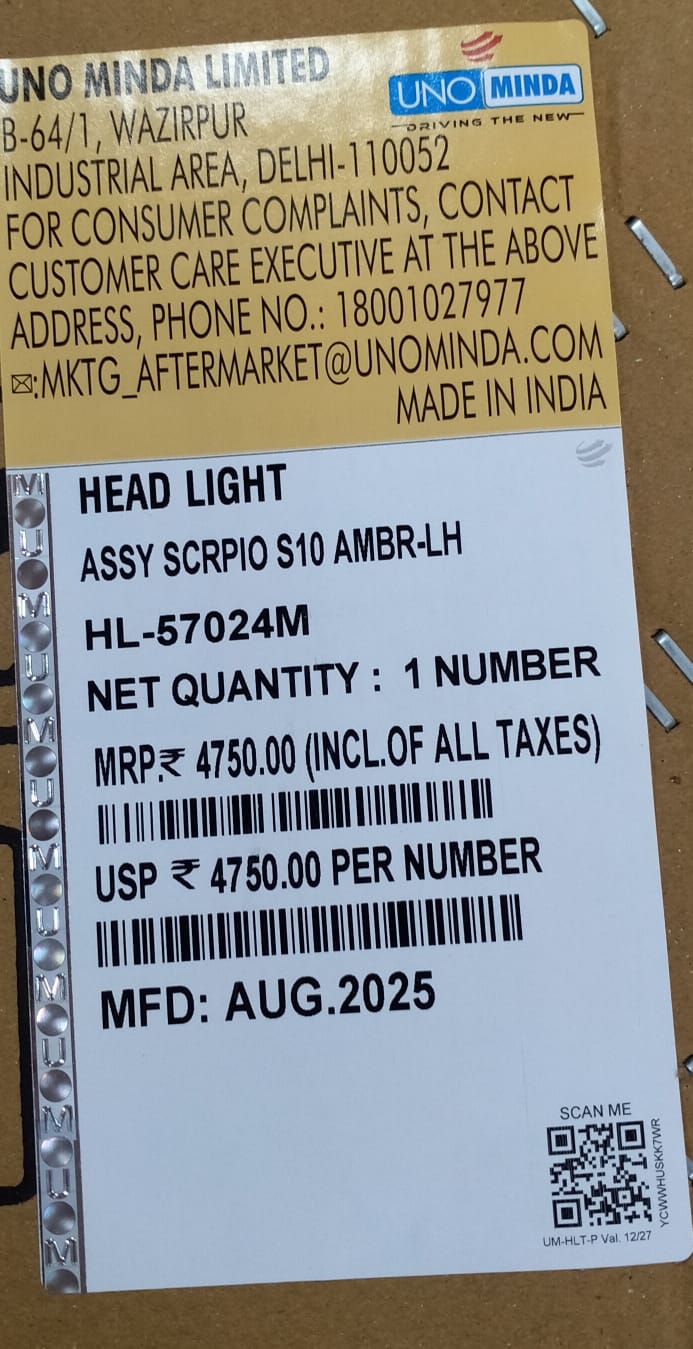 UNO MINDA LIMITED
UNO MINDA
DRIVING THE NEW
B-64/1, WAZIRPUR
INDUSTRIAL AREA, DELHI-110052
FOR CONSUMER COMPLAINTS, CONTACT
CUSTOMER CARE EXECUTIVE AT THE ABOVE
ADDRESS, PHONE NO.: 18001027977
✉:MKTG_AFTERMARKET@UNOMINDA.COM
MADE IN INDIA
HEAD LIGHT
ASSY SCRPIO S10 AMBR-LH
HL-57024M
NET QUANTITY : 1 NUMBER
MRP.₹ 4750.00 (INCL.OF ALL TAXES)
USP ₹ 4750.00 PER NUMBER
MFD: AUG.2025
SCAN ME
YCWWHUSKK7WR
UM-HLT-P Val. 12/27
M
U
M
U
M
U
M
U
M
U
M
U
M